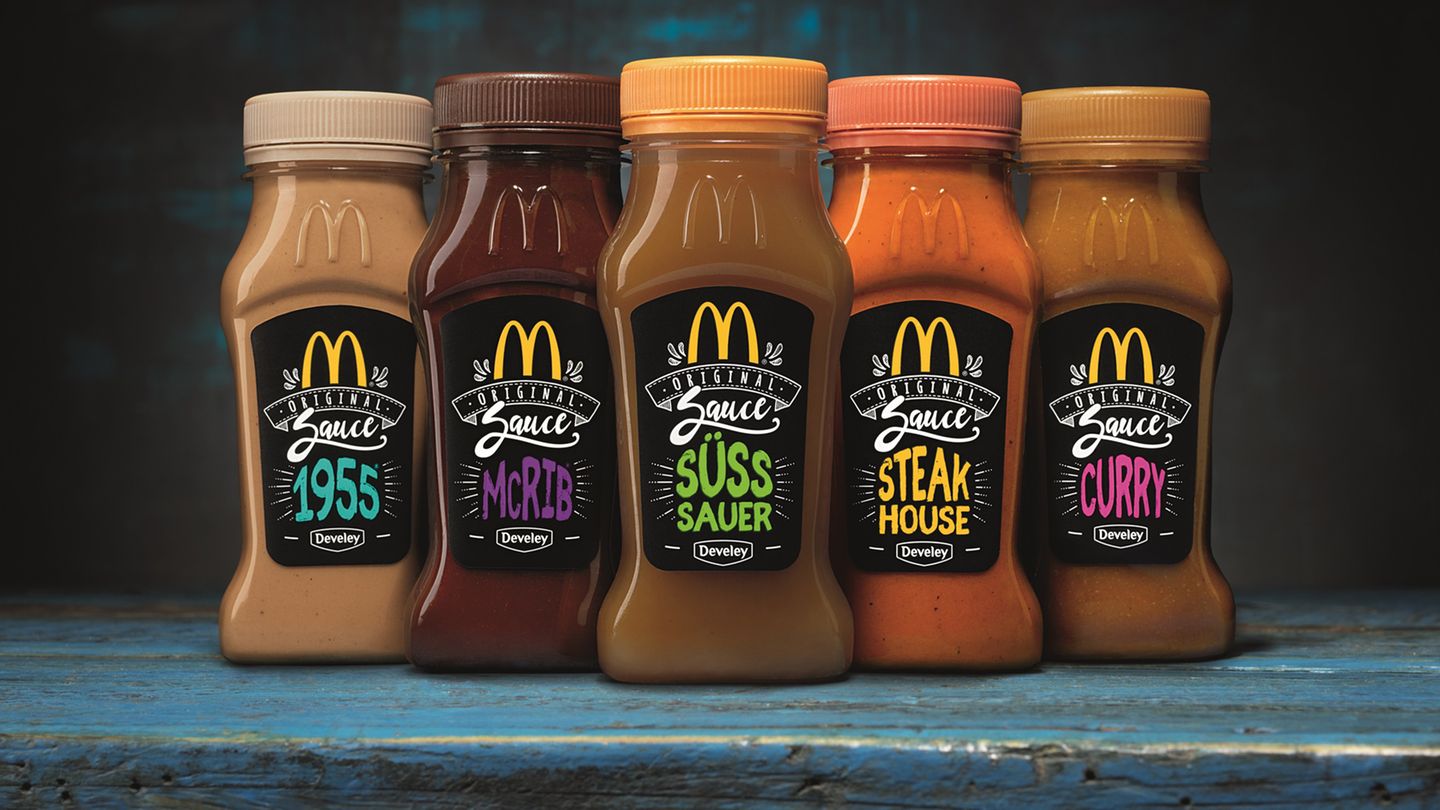 ORIGINAL
Sauce
1955
Develey
ORIGINAL
Sauce
McRIB
Develey
ORIGINAL
Sauce
SÜSS
SAUER
Develey
ORIGINAL
Sauce
STEAK
HOUSE
Develey
ORIGINAL
Sauce
CURRY
Develey